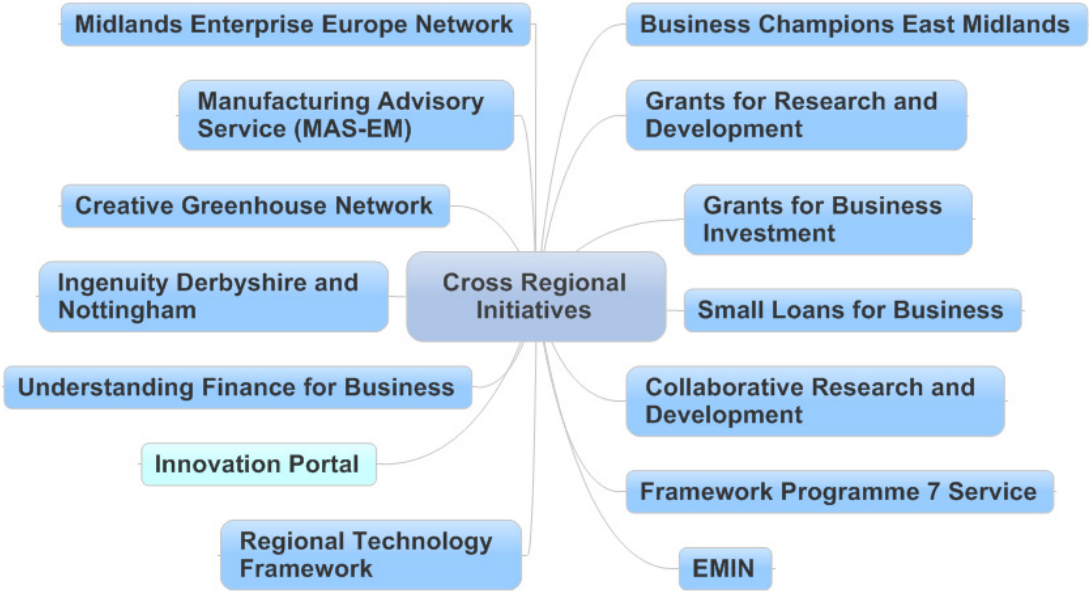 Midlands Enterprise Europe Network
Manufacturing Advisory
Service (MAS-EM)
Creative Greenhouse Network
Ingenuity Derbyshire and
Nottingham
Understanding Finance for Business
Innovation Portal
Regional Technology
Framework
Cross Regional
Initiatives
Business Champions East Midlands
Grants for Research and
Development
Grants for Business
Investment
Small Loans for Business
Collaborative Research and
Development
Framework Programme 7 Service
EMIN